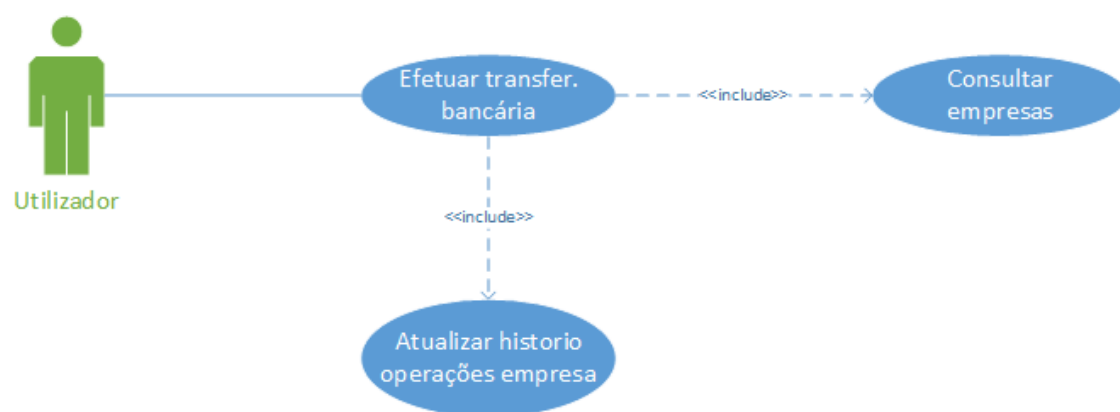 Efetuar transfer.
bancária
<<include>>
Consultar
empresas
Utilizador
<<include>>
Atualizar historio
operações empresa